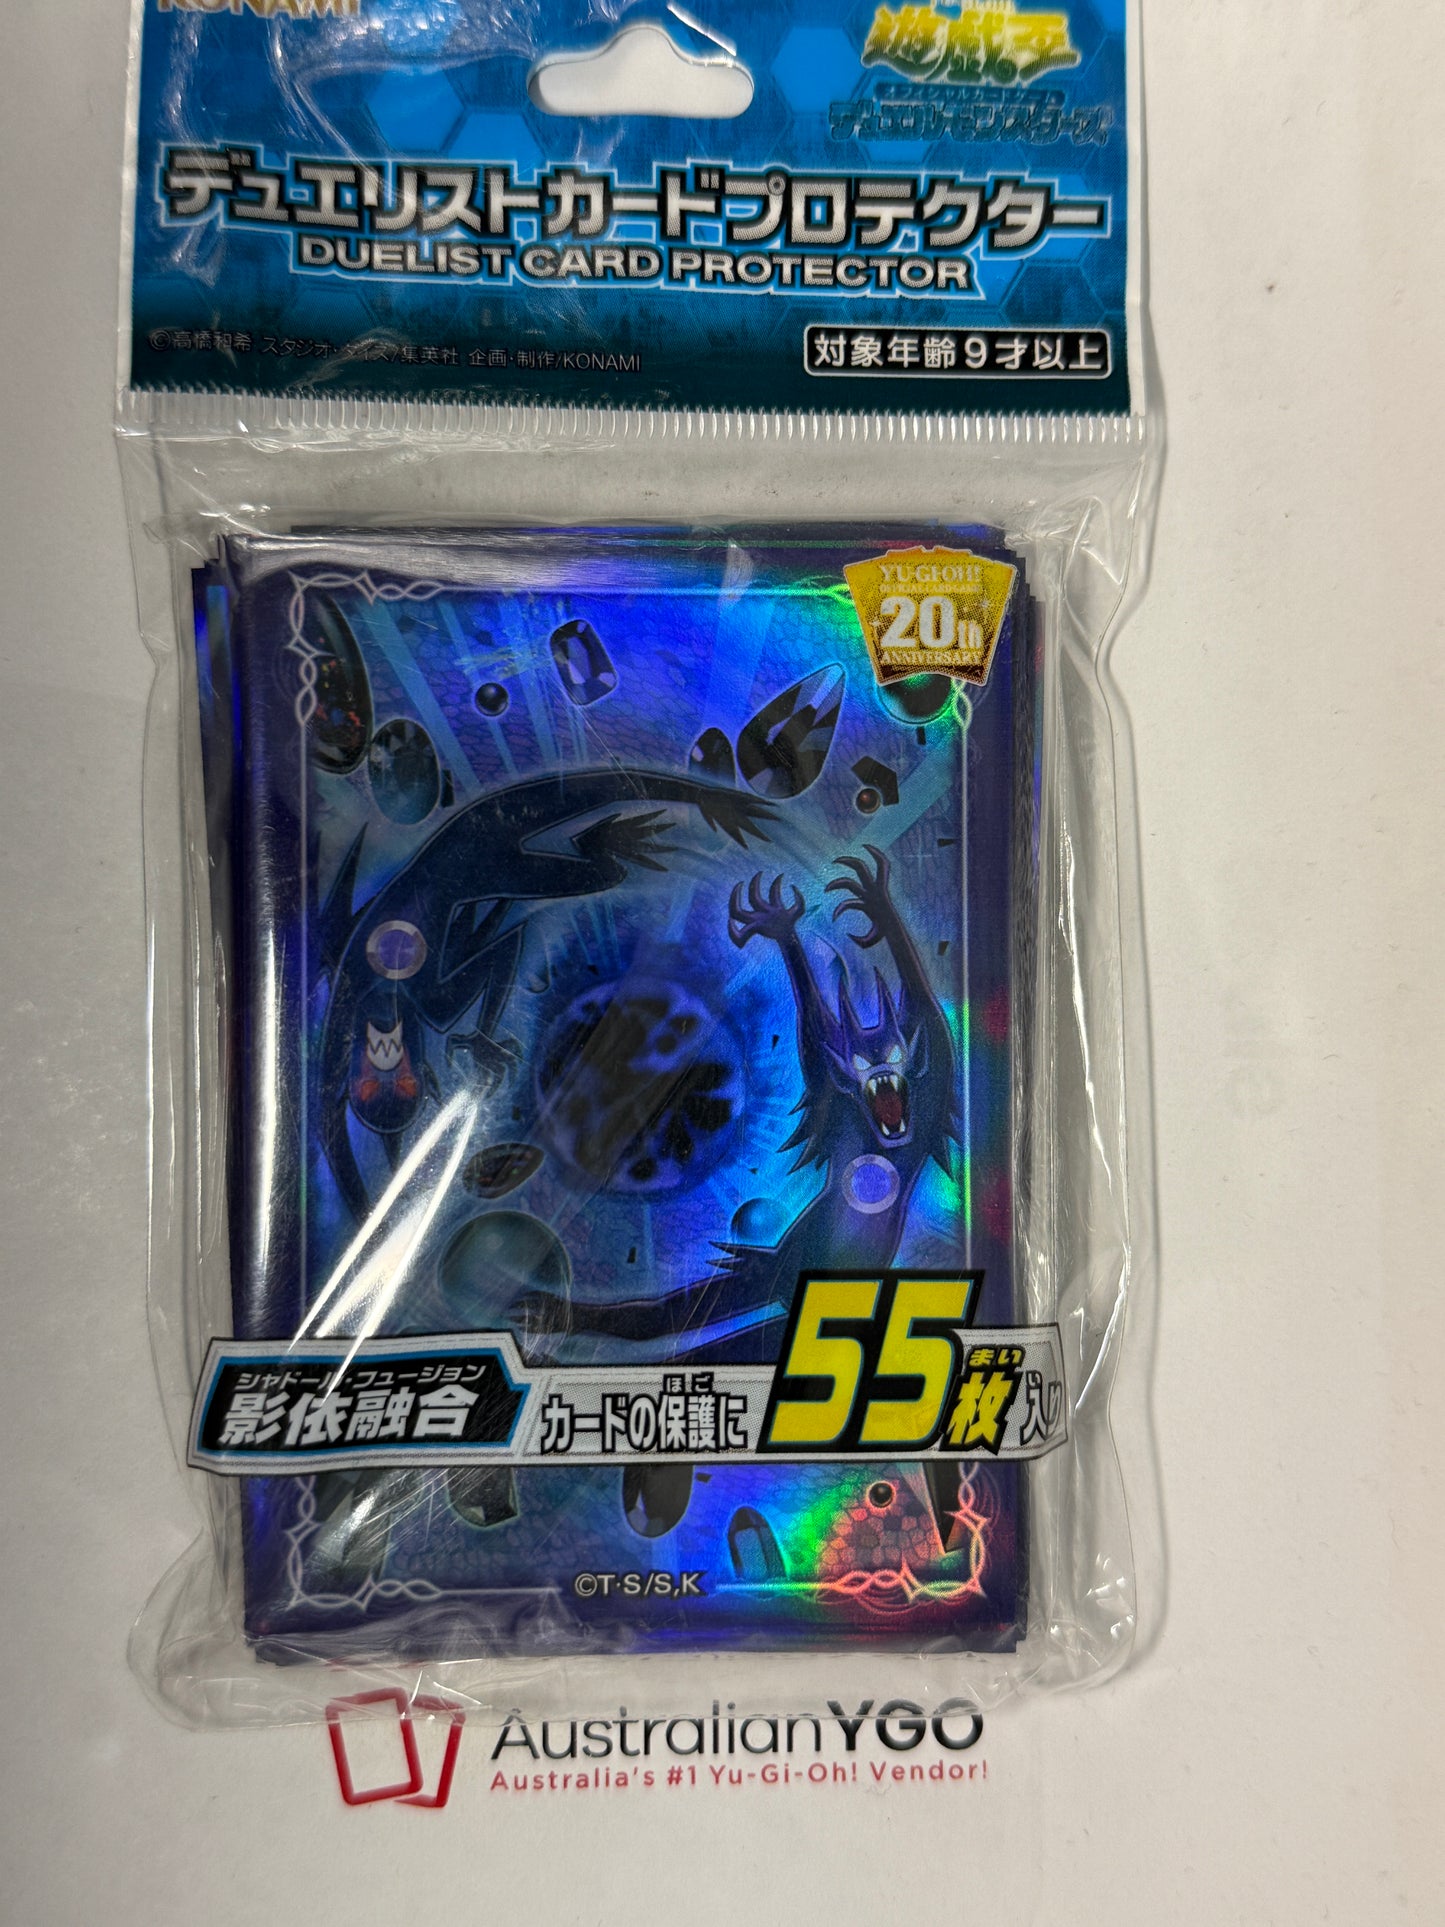 KONAMI
遊戯王
オフィシャルカードゲーム
デュエルモンスターズ
デュエリストカードプロテクター
DUELIST CARD PROTECTOR
©高橋和希 スタジオ・ダイス/集英社 企画・制作/KONAMI
対象年齢9才以上
YU-GI-OH!
20th
ANNIVERSARY
シャドール・フュージョン
影依融合
ほご
カードの保護に
まい
55枚入り
©T·S/S,K
AustralianYGO
Australia's #1 Yu-Gi-Oh! Vendor!